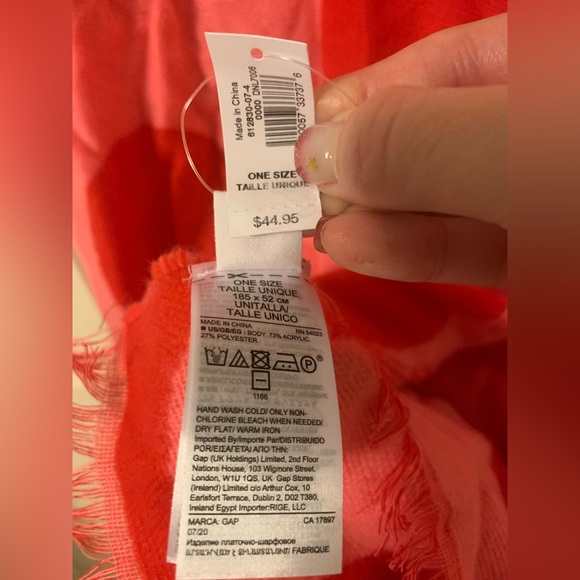 Made in China
612830-07-4
0000 DNL7006
ONE SIZE
TAILLE UNIQUE
$44.95
ONE SIZE
TAILLE UNIQUE
185 x 52 CM
UNITALLA/
TALLE UNICO
MADE IN CHINA
RN 54023
US/GB/EG : BODY: 73% ACRYLIC,
27% POLYESTER
P
1166
HAND WASH COLD/ ONLY NON-
CHLORINE BLEACH WHEN NEEDED/
DRY FLAT/ WARM IRON
Imported By/Importe Par/DISTRIBUIDO
POR/ΕΙΣΑΓΕΤΑΙ ΑΠΟ ΤΗΝ:
Gap (UK Holdings) Limited, 2nd Floor
Nations House, 103 Wigmore Street,
London, W1U 1QS, UK/Gap Stores
(Ireland) Limited c/o Arthur Cox, 10
Earlsfort Terrace, Dublin 2, D02 T380,
Ireland Egypt Importer:RIGE, LLC
MARCA: GAP
CA 17897
07/20
Изделие платочно-шарфовое
FABRIQUE